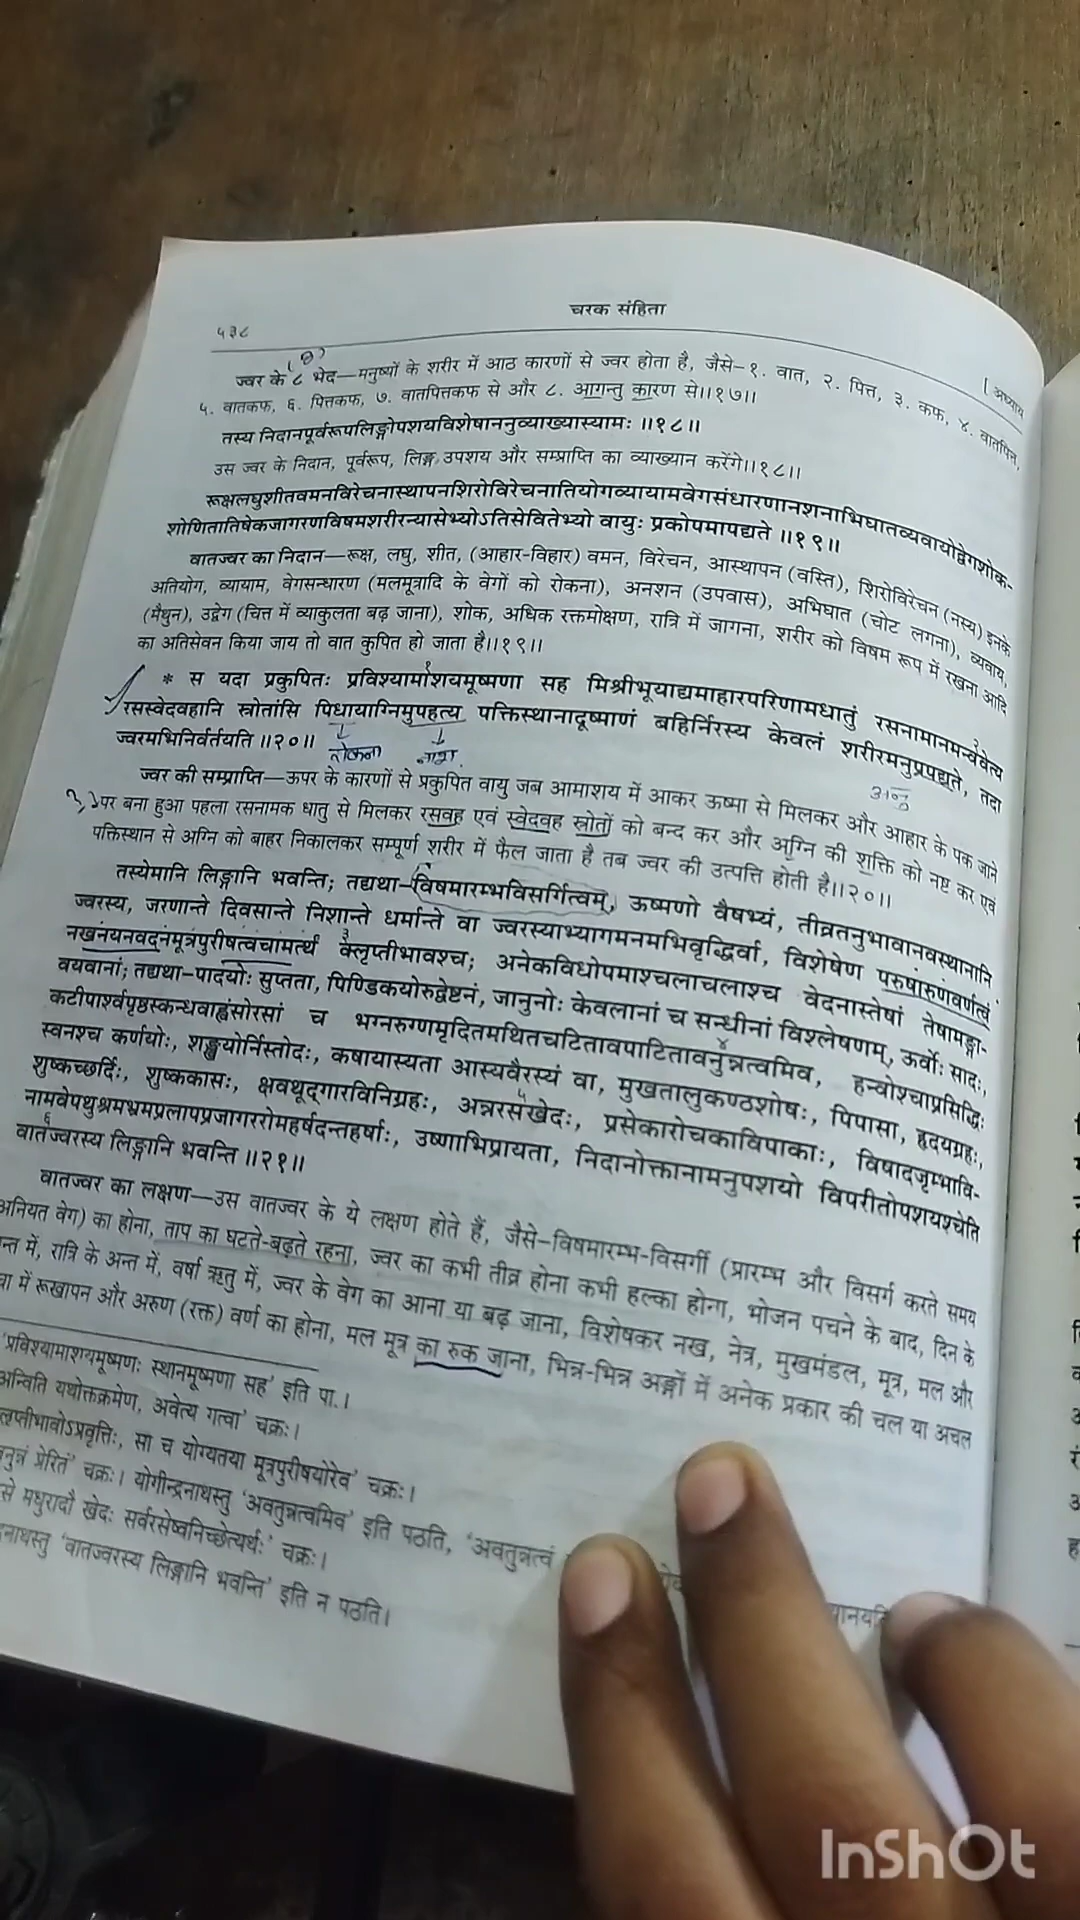 ५३८
चरक संहिता
[ अध्याय
(8)
ज्वर के ८ भेद—मनुष्यों के शरीर में आठ कारणों से ज्वर होता है, जैसे–१. वात, २. पित्त, ३. कफ, ४. वातपित्त,
५. वातकफ, ६. पित्तकफ, ७. वातपित्तकफ से और ८. आगन्तु कारण से।।१७।।
तस्य निदानपूर्वरूपलिङ्गोपशयविशेषाननुव्याख्यास्यामः ॥१८॥
उस ज्वर के निदान, पूर्वरूप, लिङ्ग, उपशय और सम्प्राप्ति का व्याख्यान करेंगे।।१८।।
रूक्षलघुशीतवमनविरेचनास्थापनशिरोविरेचनातियोगव्यायामवेगसंधारणानशनाभिघातव्यवायोद्वेगशोक-
शोणितातिषेकजागरणविषमशरीरन्यासेभ्योऽतिसेवितेभ्यो वायुः प्रकोपमापद्यते ॥१९॥
वातज्वर का निदान—रूक्ष, लघु, शीत, (आहार-विहार) वमन, विरेचन, आस्थापन (वस्ति), शिरोविरेचन (नस्य) इनके
अतियोग, व्यायाम, वेगसन्धारण (मलमूत्रादि के वेगों को रोकना), अनशन (उपवास), अभिघात (चोट लगना), व्यवाय,
(मैथुन), उद्वेग (चित्त में व्याकुलता बढ़ जाना), शोक, अधिक रक्तमोक्षण, रात्रि में जागना, शरीर को विषम रूप में रखना आदि
का अतिसेवन किया जाय तो वात कुपित हो जाता है।।१९।।
* स यदा प्रकुपितः प्रविश्यामाशयमूष्मणा सह मिश्रीभूयाद्यमाहारपरिणामधातुं रसनामानमन्ववेत्य
रसस्वेदवहानि स्त्रोतांसि पिधायाग्निमुपहत्य पक्तिस्थानादूष्माणं बहिर्निरस्य केवलं शरीरमनुप्रपद्यते, तदा
ज्वरमभिनिर्वर्तयति ॥२०॥
रोकना नाश
ज्वर की सम्प्राप्ति—ऊपर के कारणों से प्रकुपित वायु जब आमाशय में आकर ऊष्मा से मिलकर और आहार के पक जाने
पर बना हुआ पहला रसनामक धातु से मिलकर रसवह एवं स्वेदवह स्रोतों को बन्द कर और अग्नि की शक्ति को नष्ट कर एवं
पक्तिस्थान से अग्नि को बाहर निकालकर सम्पूर्ण शरीर में फैल जाता है तब ज्वर की उत्पत्ति होती है।।२०।।
तस्येमानि लिङ्गानि भवन्ति; तद्यथा–विषमारम्भविसर्गित्वम्, ऊष्मणो वैषभ्यं, तीव्रतनुभावानवस्थानानि
ज्वरस्य, जरणान्ते दिवसान्ते निशान्ते धर्मान्ते वा ज्वरस्याभ्यागमनमभिवृद्धिर्वा, विशेषेण परुषारुणवर्णत्वं
नखनयनवदनमूत्रपुरीषत्वचामत्यर्थं क्लृप्तीभावश्च; अनेकविधोपमाश्चलाचलाश्च वेदनास्तेषां तेषामङ्गा-
वयवानां; तद्यथा–पादयोः सुप्तता, पिण्डिकयोरुद्वेष्टनं, जानुनोः केवलानां च सन्धीनां विश्लेषणम्, ऊर्वोः सादः,
कटीपार्श्वपृष्ठस्कन्धबाह्वंसोरसां च भग्नरुग्णमृदितमथितचटितावपाटितावनुन्नत्वमिव, हन्वोश्चाप्रसिद्धिः
स्वनश्च कर्णयोः, शङ्खयोर्निस्तोदः, कषायास्यता आस्यवैरस्यं वा, मुखतालुकण्ठशोषः, पिपासा, हृदयग्रहः,
शुष्कच्छर्दिः, शुष्ककासः, क्षवथूद्गारविनिग्रहः, अन्नरसखेदः, प्रसेकारोचकाविपाकाः, विषादजृम्भावि-
नामवेपथुश्रमभ्रमप्रलापप्रजागररोमहर्षदन्तहर्षाः, उष्णाभिप्रायता, निदानोक्तानामनुपशयो विपरीतोपशयश्चेति
वातज्वरस्य लिङ्गानि भवन्ति ॥२१॥
वातज्वर का लक्षण—उस वातज्वर के ये लक्षण होते हैं, जैसे–विषमारम्भ-विसर्गी (प्रारम्भ और विसर्ग करते समय
अनियत वेग) का होना, ताप का घटते-बढ़ते रहना, ज्वर का कभी तीव्र होना कभी हल्का होना, भोजन पचने के बाद, दिन के
न्त में, रात्रि के अन्त में, वर्षा ऋतु में, ज्वर के वेग का आना या बढ़ जाना, विशेषकर नख, नेत्र, मुखमंडल, मूत्र, मल और
में रूखापन और अरुण (रक्त) वर्ण का होना, मल मूत्र का रुक जाना, भिन्न-भिन्न अङ्गों में अनेक प्रकार की चल या अचल
'प्रविश्यामाशयमूष्मणः स्थानमूष्मणा सह' इति पा.।
अन्विति यथोक्तक्रमेण, अवेत्य गत्वा' चक्रः।
क्लृप्तीभावोऽप्रवृत्तिः, सा च योग्यतया मूत्रपुरीषयोरेव' चक्रः।
प्रेरितं' चक्रः। योगीन्द्रनाथस्तु 'अवतुन्नत्वमिव' इति पठति, 'अवतुन्नत्वं
से मधुरादौ खेदः सर्वरसेष्वनिच्छेत्यर्थः' चक्रः।
नाथस्तु 'वातज्वरस्य लिङ्गानि भवन्ति' इति न पठति।
InShOt